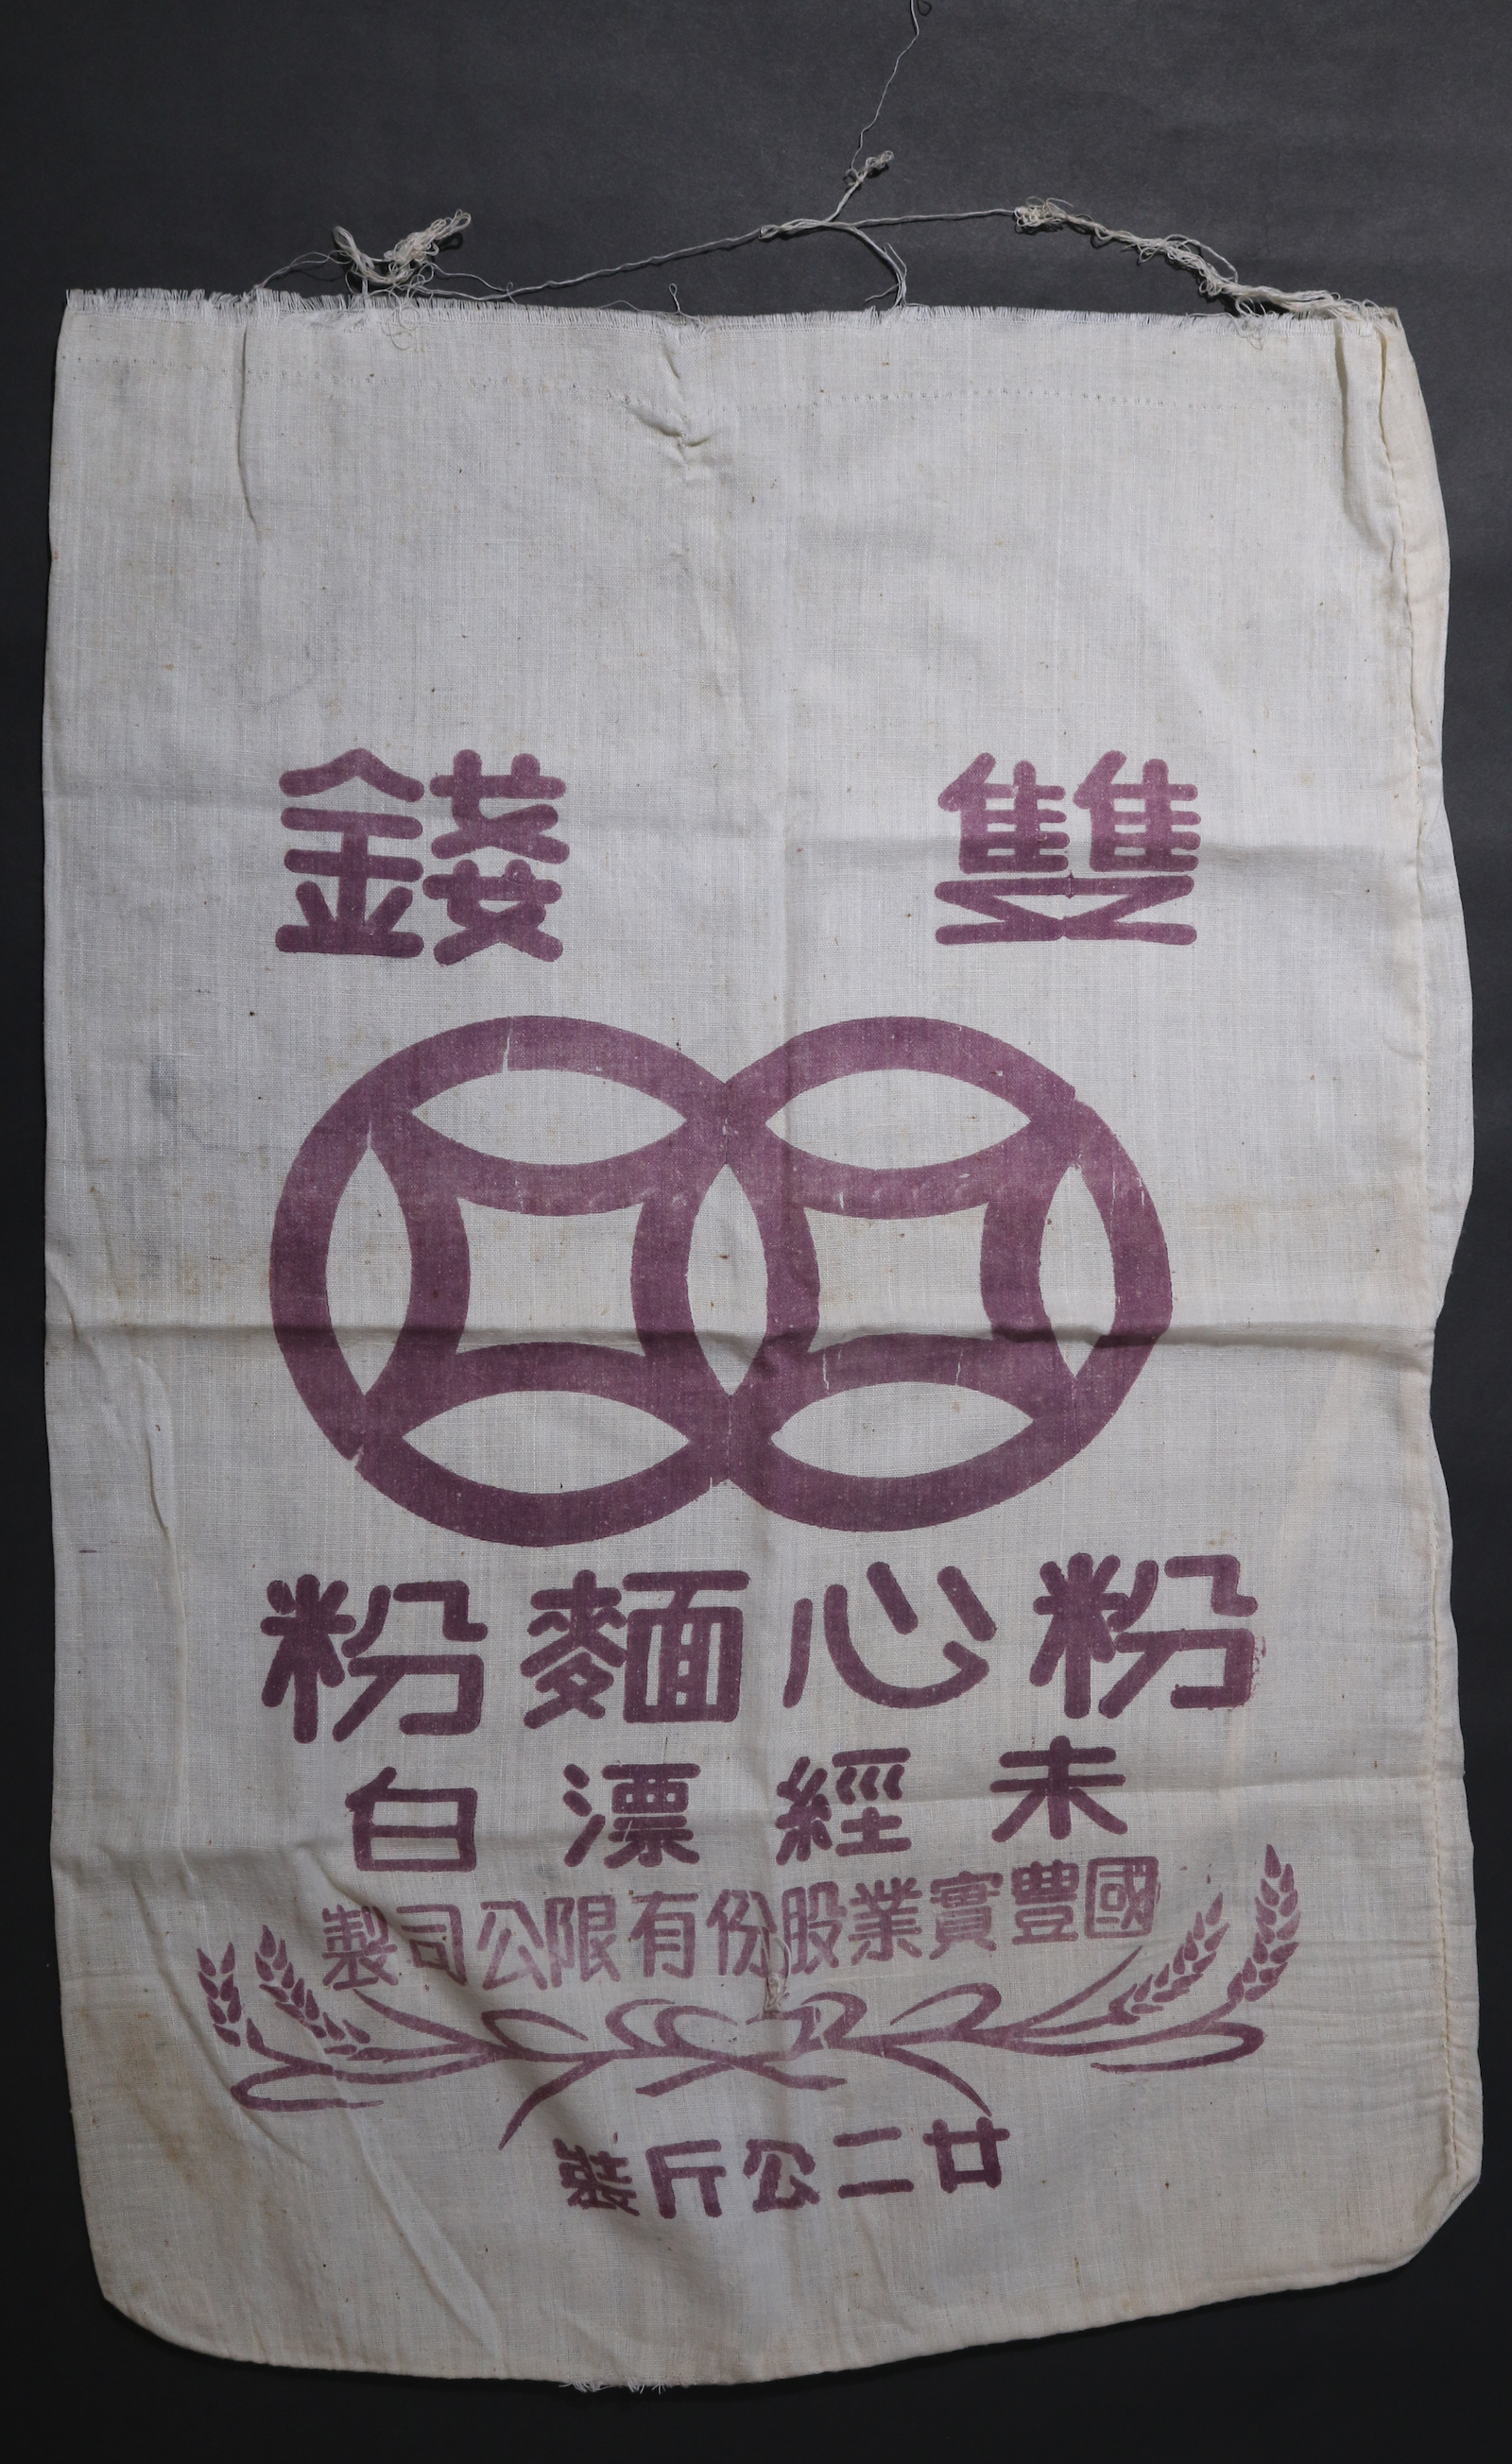 雙錢
粉心麵粉
未經漂白
國豐實業股份有限公司製
廿二公斤裝